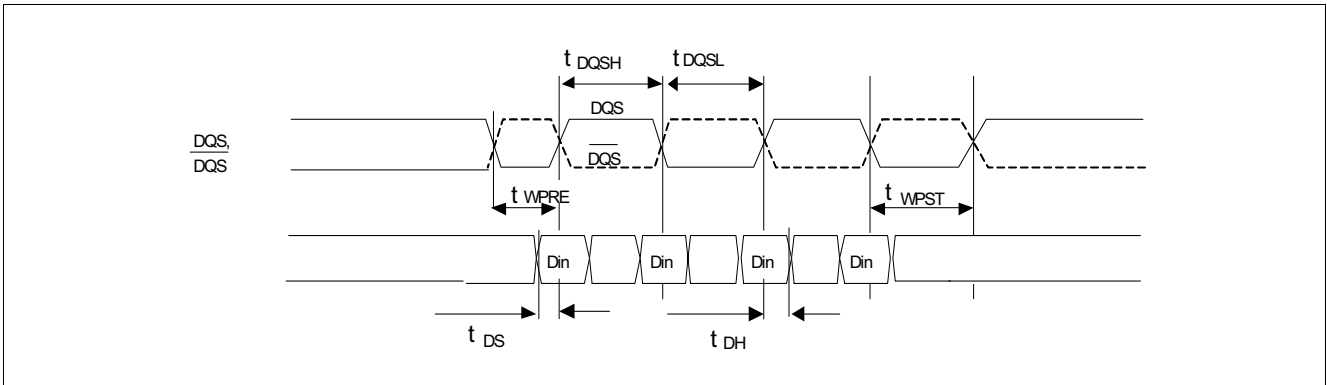 t DQSH
t DQSL
DQS
DQS,
DQS
DQS
t WPRE
t WPST
Din
Din
Din
Din
t DS
t DH